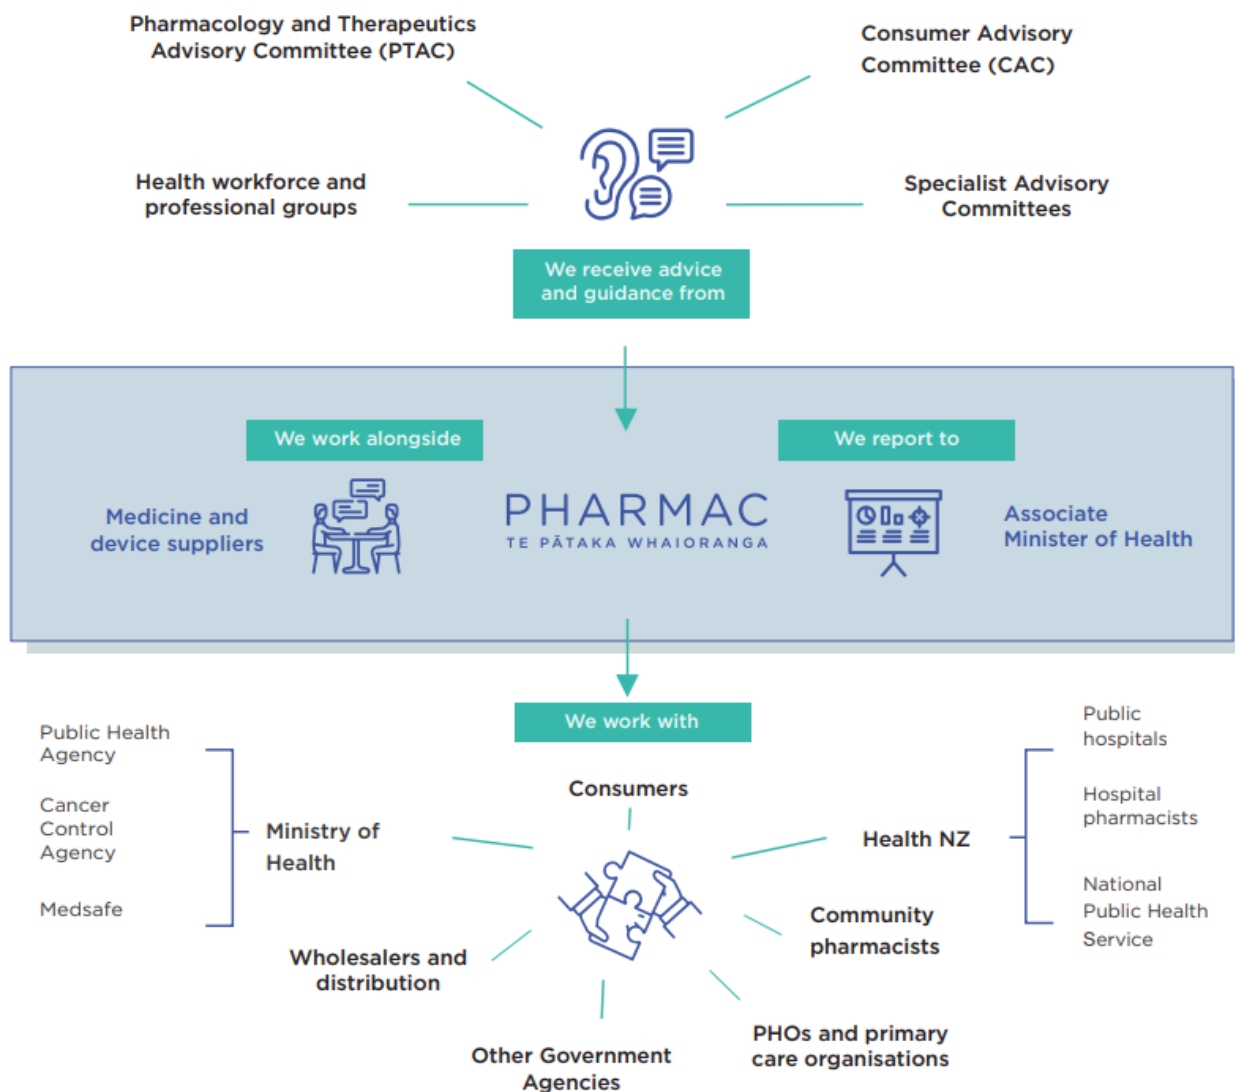 Pharmacology and Therapeutics
Advisory Committee (PTAC)
Consumer Advisory
Committee (CAC)
Health workforce and
professional groups
Specialist Advisory
Committees
We receive advice
and guidance from
We work alongside
We report to
Medicine and
device suppliers
PHARMAC
TE PĀTAKA WHAIORANGA
Associate
Minister of Health
We work with
Public Health
Agency
Cancer
Control
Agency
Medsafe
Ministry of
Health
Consumers
Health NZ
Public
hospitals
Hospital
pharmacists
National
Public Health
Service
Community
pharmacists
Wholesalers and
distribution
Other Government
Agencies
PHOs and primary
care organisations